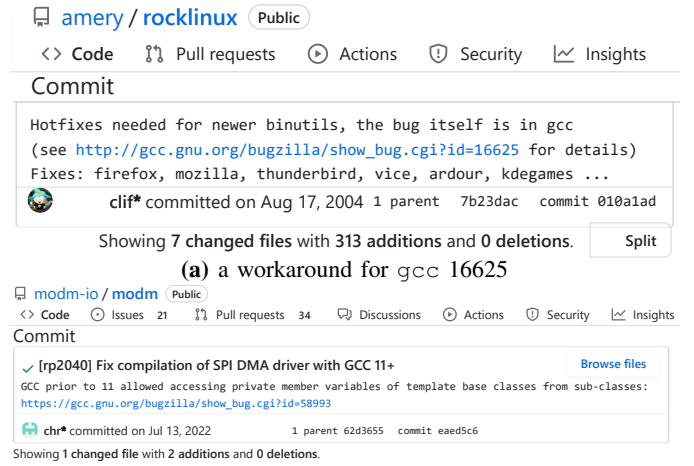 amery / rocklinux Public
<> Code Pull requests Actions Security Insights
Commit
Hotfixes needed for newer binutils, the bug itself is in gcc
(see http://gcc.gnu.org/bugzilla/show_bug.cgi?id=16625 for details)
Fixes: firefox, mozilla, thunderbird, vice, ardour, kdegames ...
clif* committed on Aug 17, 2004 1 parent 7b23dac commit 010a1ad
Showing 7 changed files with 313 additions and 0 deletions. Split
(a) a workaround for gcc 16625
modm-io / modm Public
<> Code Issues 21 Pull requests 34 Discussions Actions Security Insights
Commit
[rp2040] Fix compilation of SPI DMA driver with GCC 11+ Browse files
GCC prior to 11 allowed accessing private member variables of template base classes from sub-classes:
https://gcc.gnu.org/bugzilla/show_bug.cgi?id=58993
chr* committed on Jul 13, 2022 1 parent 62d3655 commit eaed5c6
Showing 1 changed file with 2 additions and 0 deletions.